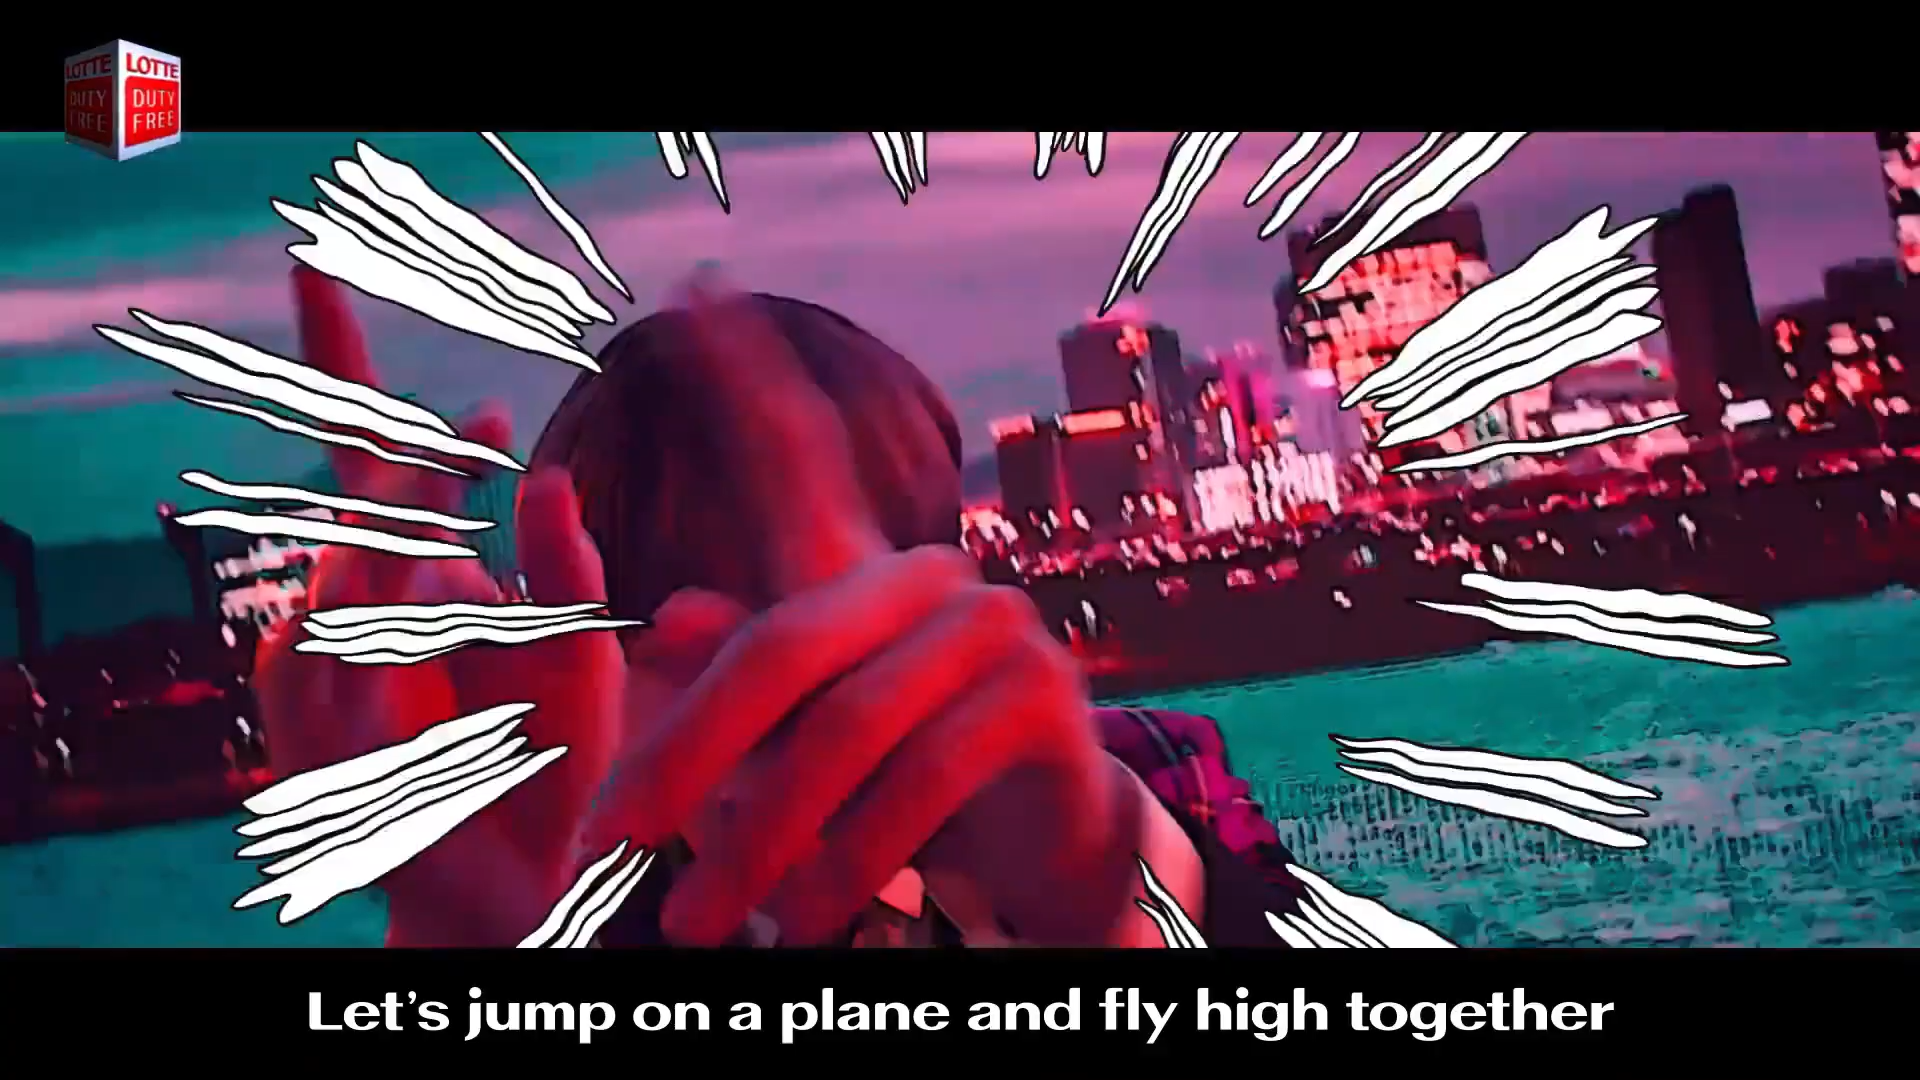 LOTTE LOTTE
DUTY DUTY
FREE FREE
Let's jump on a plane and fly high together